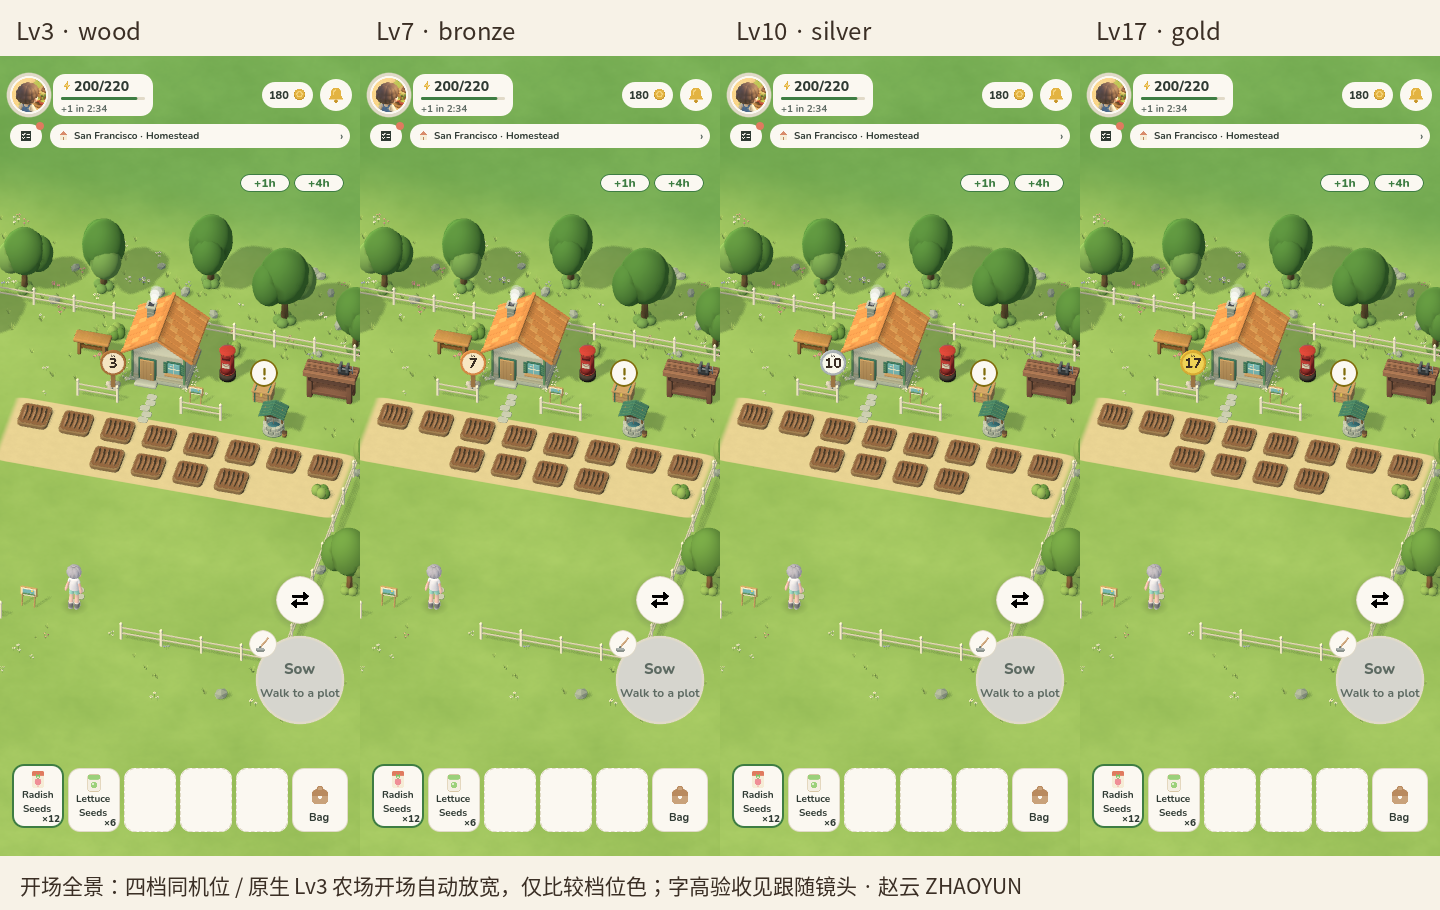 Lv3 · wood
Lv7 · bronze
Lv10 · silver
Lv17 · gold
200/220
+1 in 2:34
180
San Francisco · Homestead ›
+1h
+4h
3
!
Sow
Walk to a plot
Radish Seeds ×12
Lettuce Seeds ×6
Bag
200/220
+1 in 2:34
180
San Francisco · Homestead ›
+1h
+4h
7
!
Sow
Walk to a plot
Radish Seeds ×12
Lettuce Seeds ×6
Bag
200/220
+1 in 2:34
180
San Francisco · Homestead ›
+1h
+4h
10
!
Sow
Walk to a plot
Radish Seeds ×12
Lettuce Seeds ×6
Bag
200/220
+1 in 2:34
180
San Francisco · Homestead ›
+1h
+4h
17
!
Sow
Walk to a plot
Radish Seeds ×12
Lettuce Seeds ×6
Bag
开场全景：四档同机位 / 原生 Lv3 农场开场自动放宽，仅比较档位色；字高验收见跟随镜头 · 赵云 ZHAOYUN